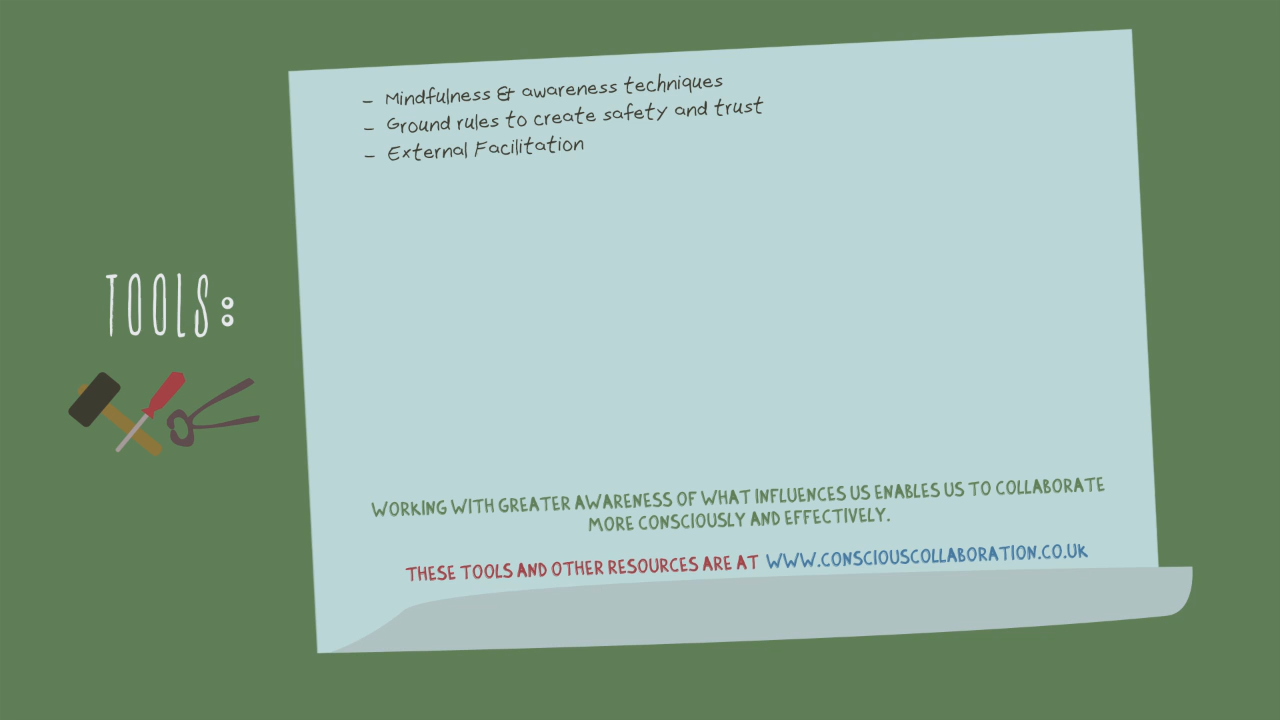 - Mindfulness & awareness techniques
- Ground rules to create safety and trust
- External Facilitation
TOOLS:
WORKING WITH GREATER AWARENESS OF WHAT INFLUENCES US ENABLES US TO COLLABORATE
MORE CONSCIOUSLY AND EFFECTIVELY.
THESE TOOLS AND OTHER RESOURCES ARE AT WWW.CONSCIOUSCOLLABORATION.CO.UK